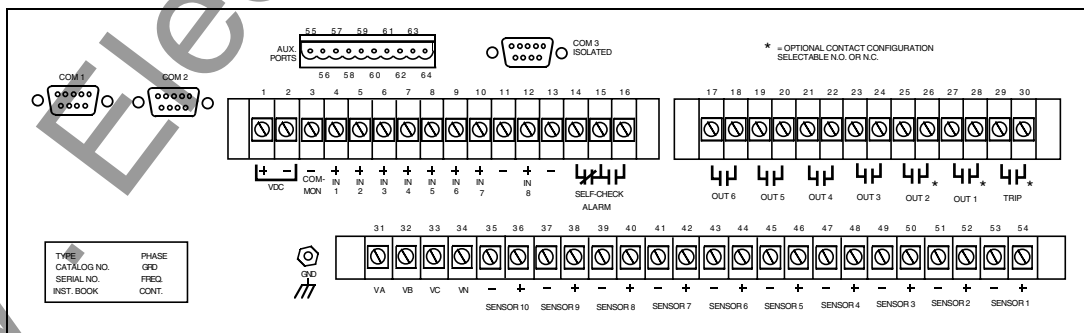 55 57 59 61 63
AUX. PORTS
56 58 60 62 64
COM 3 ISOLATED
* = OPTIONAL CONTACT CONFIGURATION
SELECTABLE N.O. OR N.C.
COM 1 COM 2
1 2 3 4 5 6 7 8 9 10 11 12 13 14 15 16
17 18 19 20 21 22 23 24 25 26 27 28 29 30
+ - - + + + + + + + - + -
VDC
COM-MON
IN 1
IN 2
IN 3
IN 4
IN 5
IN 6
IN 7
IN 8
SELF-CHECK
ALARM
OUT 6 OUT 5 OUT 4 OUT 3 OUT 2 * OUT 1 * TRIP *
31 32 33 34 35 36 37 38 39 40 41 42 43 44 45 46 47 48 49 50 51 52 53 54
GND
VA VB VC VN - + - + - + - + - + - + - + - + - + - +
SENSOR 10 SENSOR 9 SENSOR 8 SENSOR 7 SENSOR 6 SENSOR 5 SENSOR 4 SENSOR 3 SENSOR 2 SENSOR 1
TYPE PHASE
CATALOG NO. GRD
SERIAL NO. FREQ.
INST. BOOK CONT.
. Elec